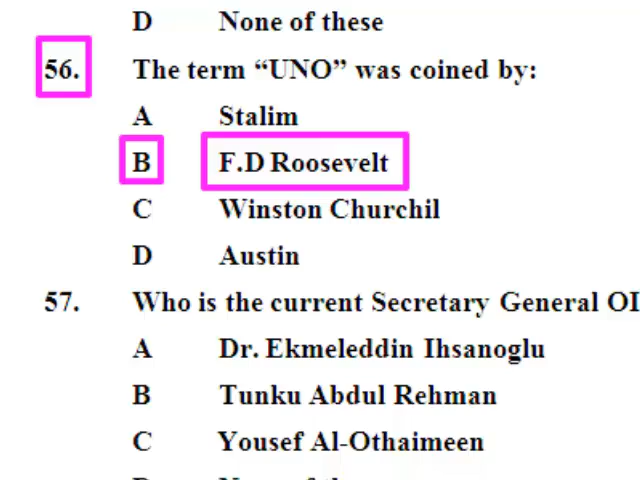 D None of these
56. The term “UNO” was coined by:
A Stalim
B F.D Roosevelt
C Winston Churchil
D Austin
57. Who is the current Secretary General OI
A Dr. Ekmeleddin Ihsanoglu
B Tunku Abdul Rehman
C Yousef Al-Othaimeen